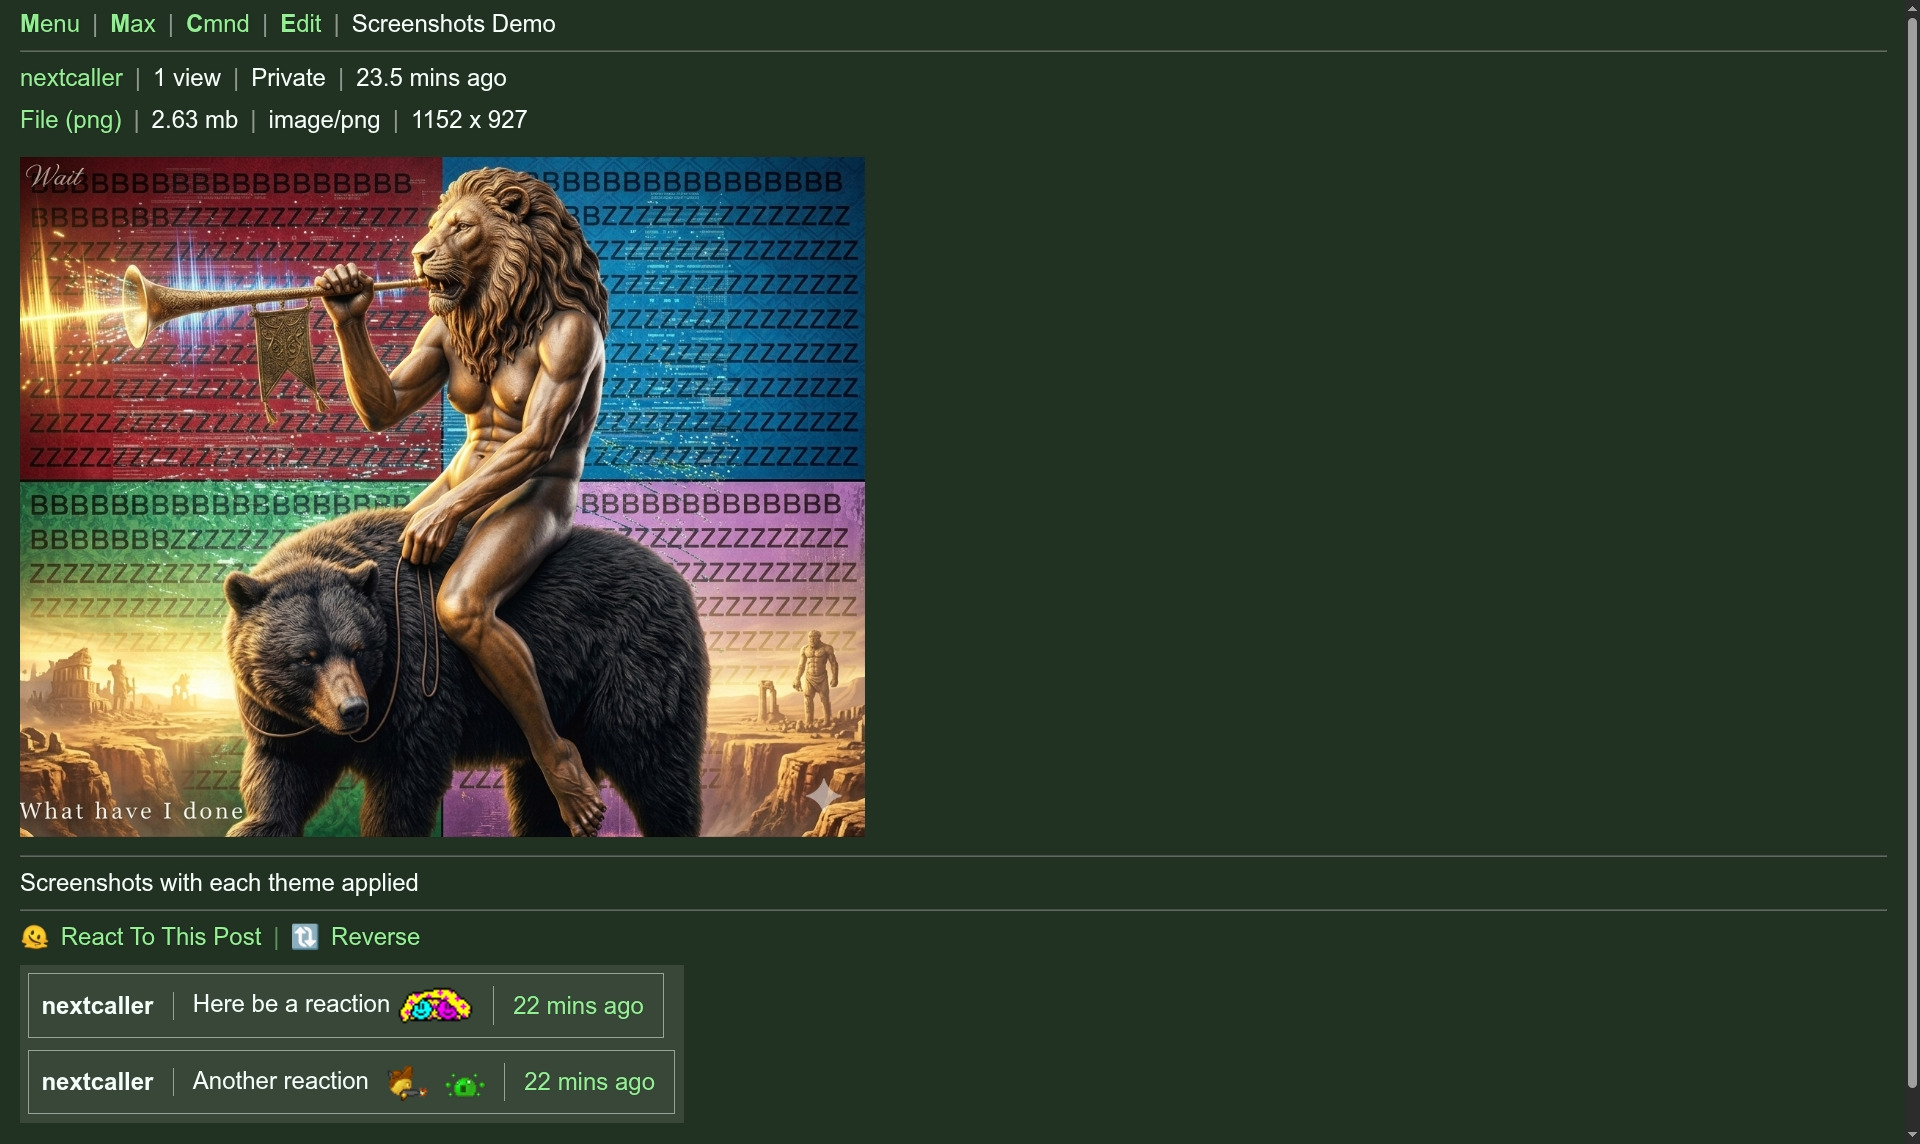 Menu | Max | Cmnd | Edit | Screenshots Demo
nextcaller | 1 view | Private | 23.5 mins ago
File (png) | 2.63 mb | image/png | 1152 x 927
Wait
What have I done
Screenshots with each theme applied
React To This Post | Reverse
nextcaller | Here be a reaction | 22 mins ago
nextcaller | Another reaction | 22 mins ago